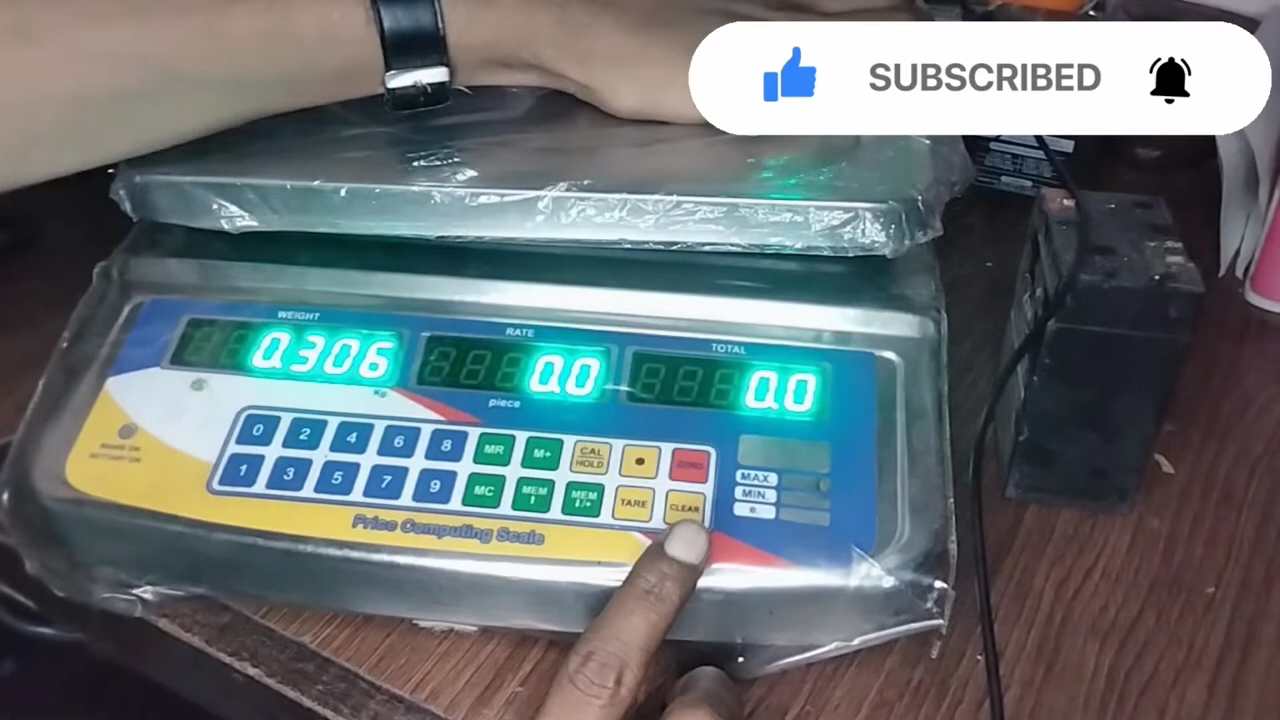 SUBSCRIBED
WEIGHT
RATE
TOTAL
0.306
0.0
0.0
Kg
piece
0 2 4 6 8 MR M+ CAL HOLD • ZERO
1 3 5 7 9 MC MEM MEM TARE CLEAR
MAX.
MIN.
e.
Price Computing Scale